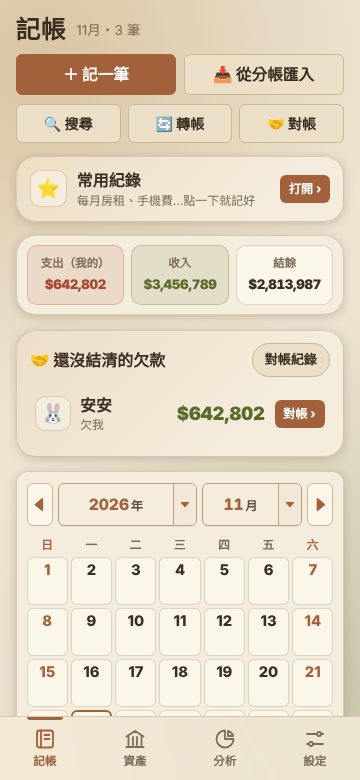 記帳 11月・3 筆
＋ 記一筆 從分帳匯入
搜尋 轉帳 對帳
常用紀錄
每月房租、手機費…點一下就記好
打開 ›
支出（我的） 收入 結餘
$642,802 $3,456,789 $2,813,987
還沒結清的欠款 對帳紀錄
安安
欠我
$642,802 對帳 ›
2026年 11月
日 一 二 三 四 五 六
1 2 3 4 5 6 7
8 9 10 11 12 13 14
15 16 17 18 19 20 21
記帳 資產 分析 設定